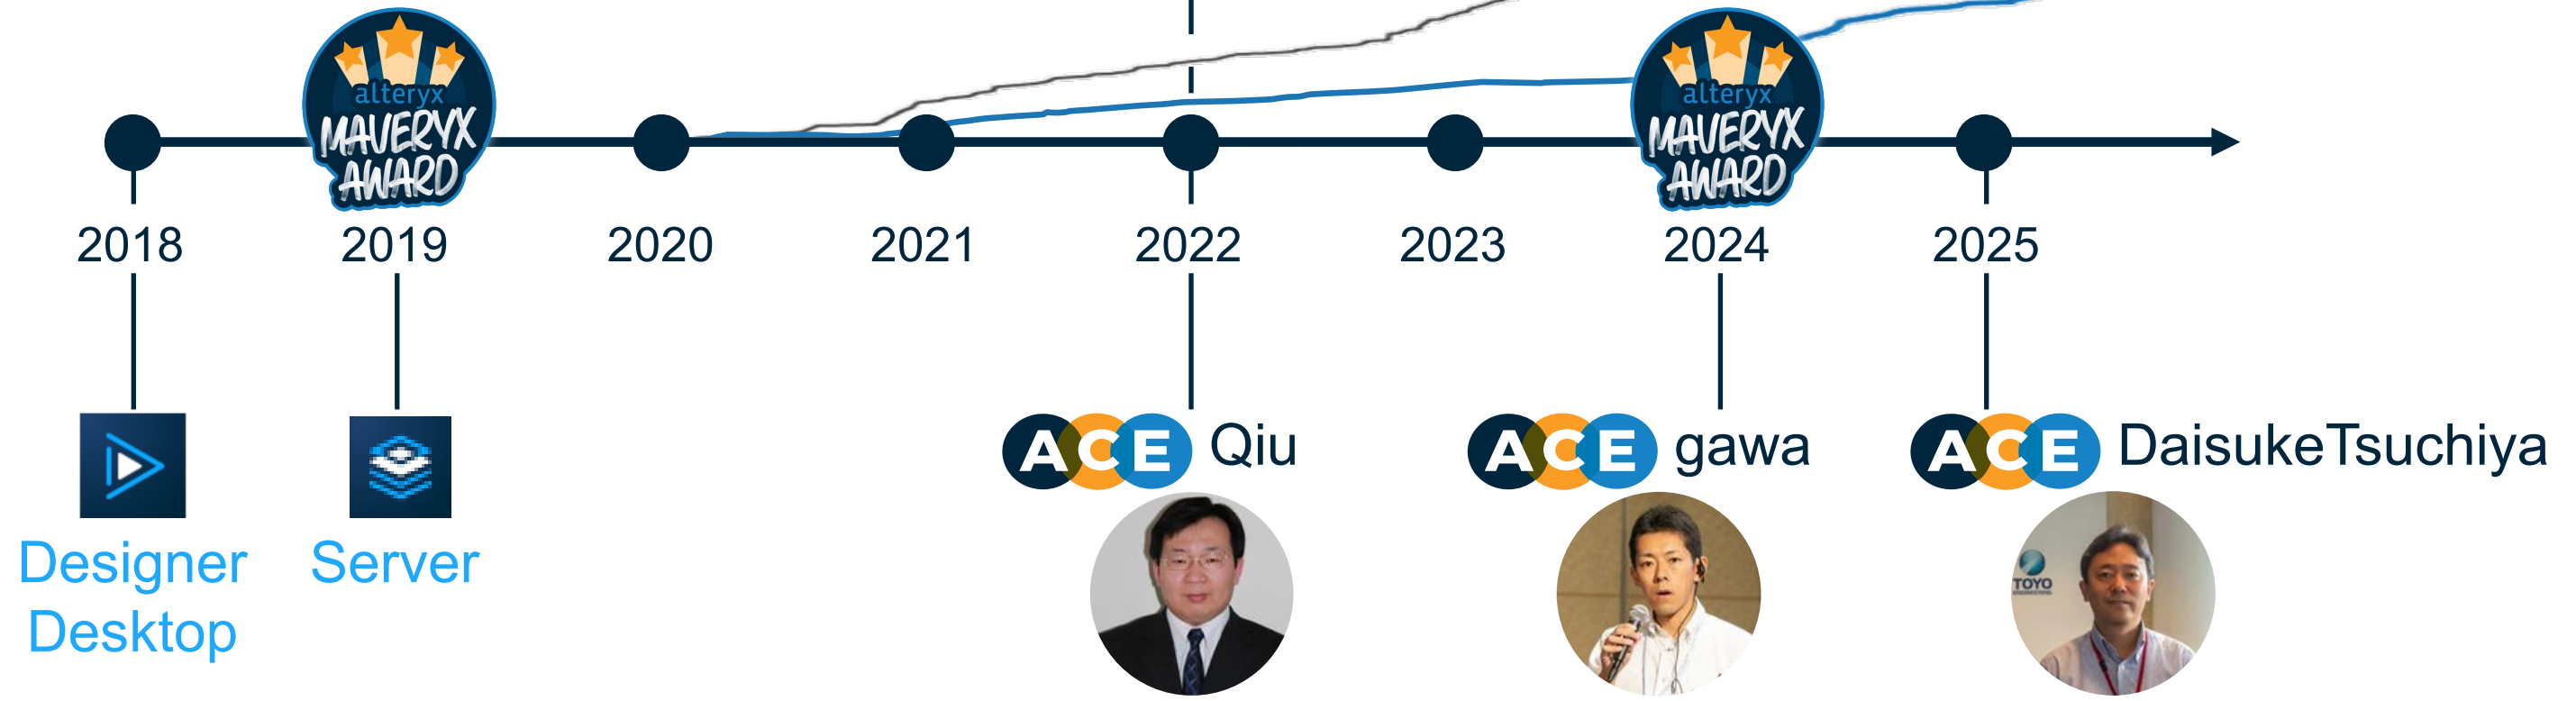 alteryx
MAVERYX
AWARD
alteryx
MAVERYX
AWARD
2018 2019 2020 2021 2022 2023 2024 2025
ACE Qiu ACE gawa ACE DaisukeTsuchiya
Designer
Desktop
Server
TOYO